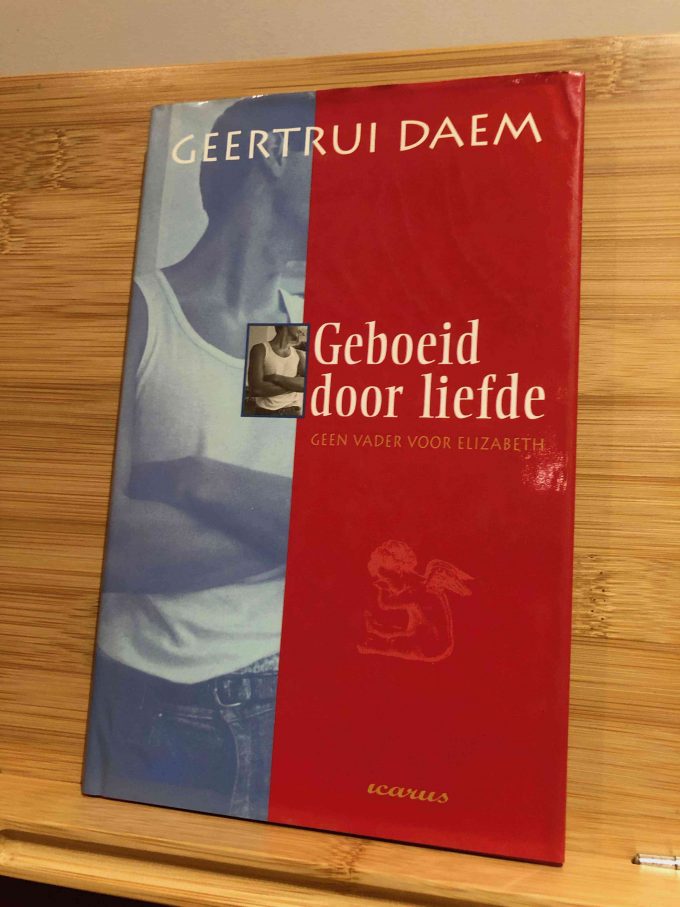 GEERTRUI DAEM
Geboeid
door liefde
GEEN VADER VOOR ELIZABETH
icarus